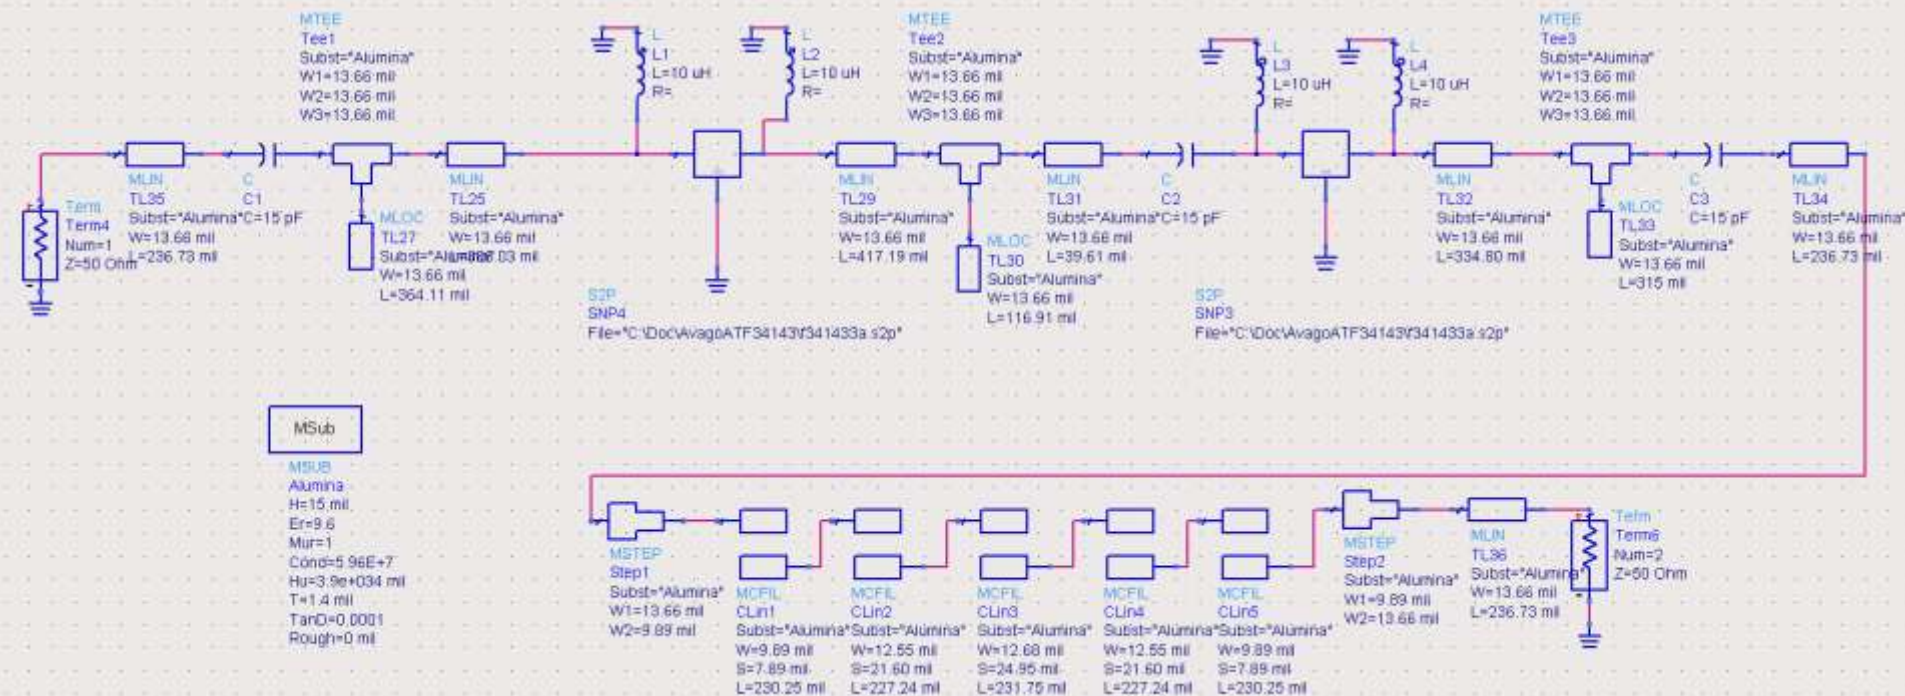 MTEE
Tee1
Subst="Alumina"
W1=13.66 mil
W2=13.66 mil
W3=13.66 mil
L
L1
L=10 uH
R=
L
L2
L=10 uH
R=
MTEE
Tee2
Subst="Alumina"
W1=13.66 mil
W2=13.66 mil
W3=13.66 mil
L
L3
L=10 uH
R=
L
L4
L=10 uH
R=
MTEE
Tee3
Subst="Alumina"
W1=13.66 mil
W2=13.66 mil
W3=13.66 mil
Term
Term4
Num=1
Z=50 Ohm
MLIN
TL35
Subst="Alumina"
W=13.66 mil
L=236.73 mil
C
C1
C=15 pF
MLOC
TL27
Subst="Alumina"
W=13.66 mil
L=364.11 mil
MLIN
TL25
Subst="Alumina"
W=13.66 mil
S2P
SNP4
File="C:\Doc\AvagoATF34143\f341433a.s2p"
MLIN
TL29
Subst="Alumina"
W=13.66 mil
L=417.19 mil
MLOC
TL30
Subst="Alumina"
W=13.66 mil
L=116.91 mil
MLIN
TL31
Subst="Alumina"
W=13.66 mil
L=39.61 mil
C
C2
C=15 pF
S2P
SNP3
File="C:\Doc\AvagoATF34143\f341433a.s2p"
MLIN
TL32
Subst="Alumina"
W=13.66 mil
L=334.80 mil
MLOC
TL33
Subst="Alumina"
W=13.66 mil
L=315 mil
C
C3
C=15 pF
MLIN
TL34
Subst="Alumina"
W=13.66 mil
L=236.73 mil
MSub
MSUB
Alumina
H=15 mil
Er=9.6
Mur=1
Cond=5.96E+7
Hu=3.9e+034 mil
T=1.4 mil
TanD=0.0001
Rough=0 mil
MSTEP
Step1
Subst="Alumina"
W1=13.66 mil
W2=9.89 mil
MCFIL
CLin1
Subst="Alumina"
W=9.89 mil
S=7.89 mil
L=230.25 mil
MCFIL
CLin2
Subst="Alumina"
W=12.55 mil
S=21.60 mil
L=227.24 mil
MCFIL
CLin3
Subst="Alumina"
W=12.68 mil
S=24.95 mil
L=231.75 mil
MCFIL
CLin4
Subst="Alumina"
W=12.55 mil
S=21.60 mil
L=227.24 mil
MCFIL
CLin5
Subst="Alumina"
W=9.89 mil
S=7.89 mil
L=230.25 mil
MSTEP
Step2
Subst="Alumina"
W1=9.89 mil
W2=13.66 mil
MLIN
TL36
Subst="Alumina"
W=13.66 mil
L=236.73 mil
Term
Term6
Num=2
Z=50 Ohm